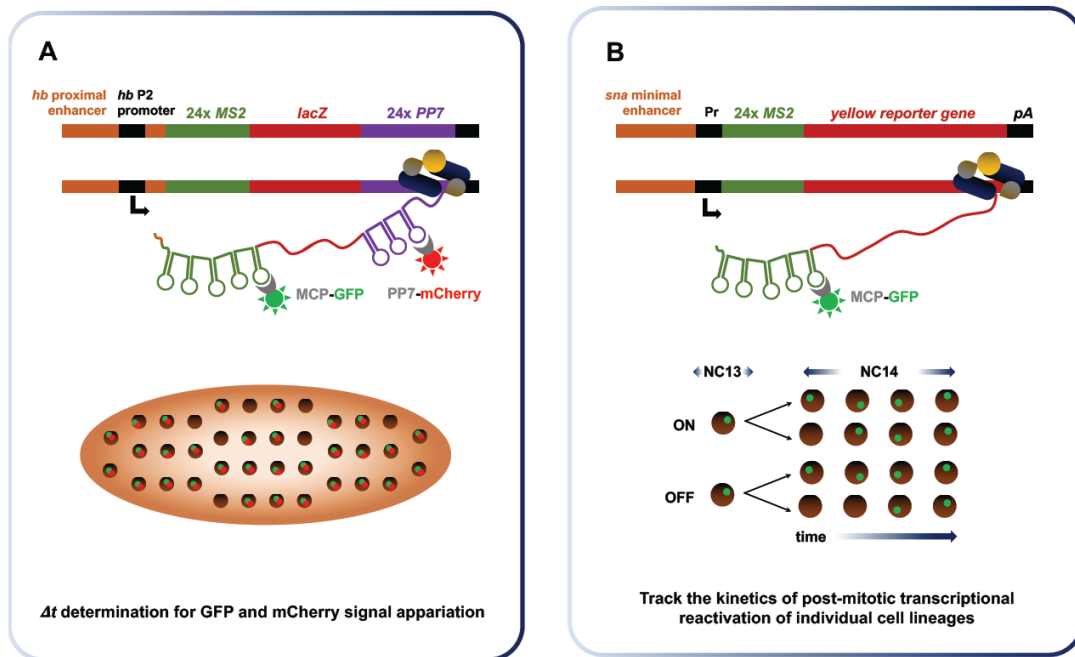 A
hb proximal
enhancer
hb P2
promoter
24x MS2
lacZ
24x PP7
MCP-GFP
PP7-mCherry
Δt determination for GFP and mCherry signal appariation
B
sna minimal
enhancer
Pr
24x MS2
yellow reporter gene
pA
MCP-GFP
NC13
NC14
ON
OFF
time
Track the kinetics of post-mitotic transcriptional
reactivation of individual cell lineages